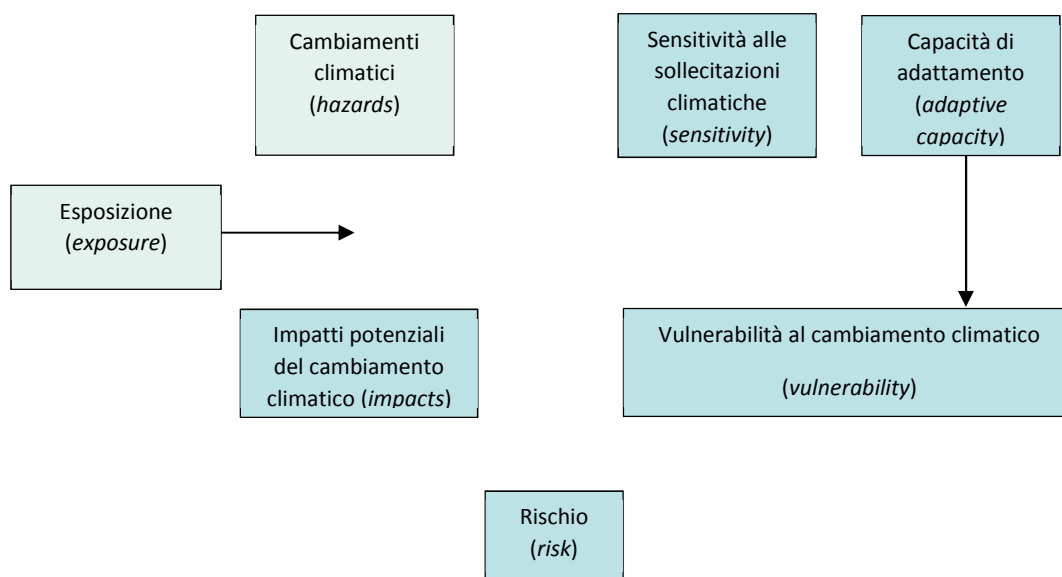 Cambiamenti
climatici
(hazards)
Sensitività alle
sollecitazioni
climatiche
(sensitivity)
Capacità di
adattamento
(adaptive
capacity)
Esposizione
(exposure)
Impatti potenziali
del cambiamento
climatico (impacts)
Vulnerabilità al cambiamento climatico
(vulnerability)
Rischio
(risk)